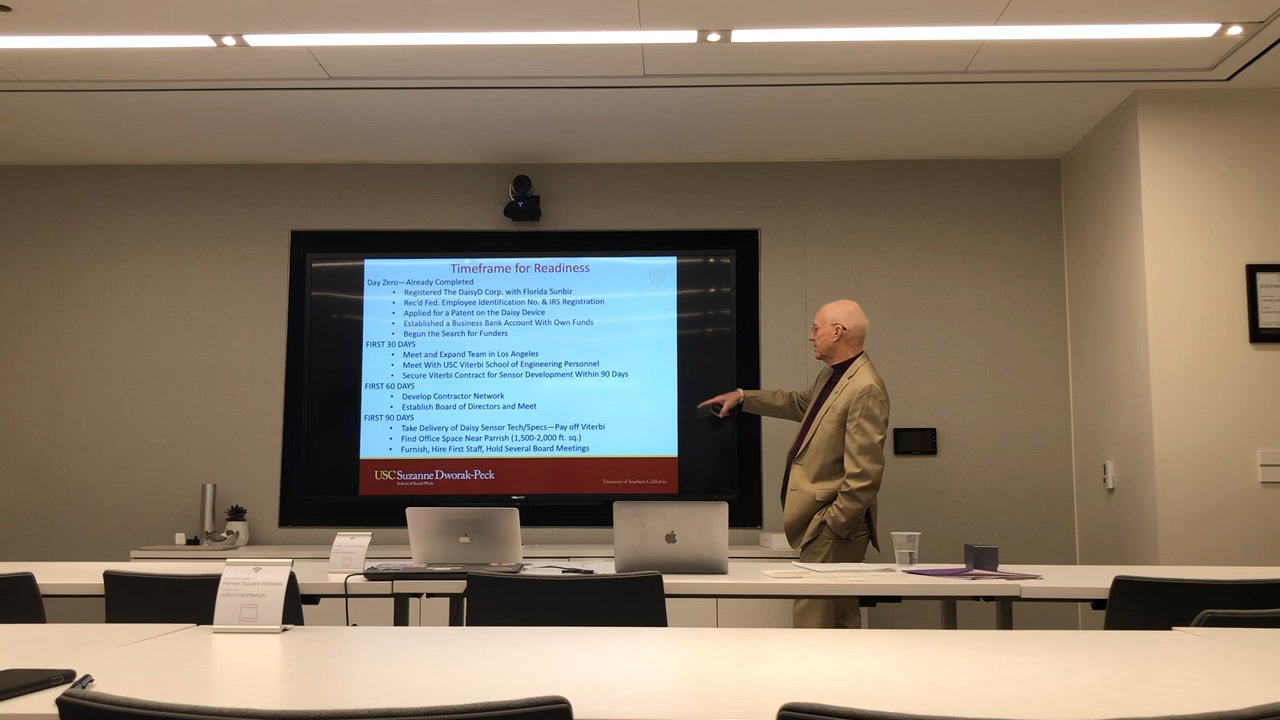 Timeframe for Readiness
Day Zero—Already Completed
• Registered The DaisyD Corp. with Florida Sunbiz
• Rec'd Fed. Employee Identification No. & IRS Registration
• Applied for a Patent on the Daisy Device
• Established a Business Bank Account With Own Funds
• Begun the Search for Funders
FIRST 30 DAYS
• Meet and Expand Team in Los Angeles
• Meet With USC Viterbi School of Engineering Personnel
• Secure Viterbi Contract for Sensor Development Within 90 Days
FIRST 60 DAYS
• Develop Contractor Network
• Establish Board of Directors and Meet
FIRST 90 DAYS
• Take Delivery of Daisy Sensor Tech/Specs—Pay off Viterbi
• Find Office Space Near Parrish (1,500-2,000 ft. sq.)
• Furnish, Hire First Staff, Hold Several Board Meetings
USC Suzanne Dworak-Peck
School of Social Work
University of Southern California